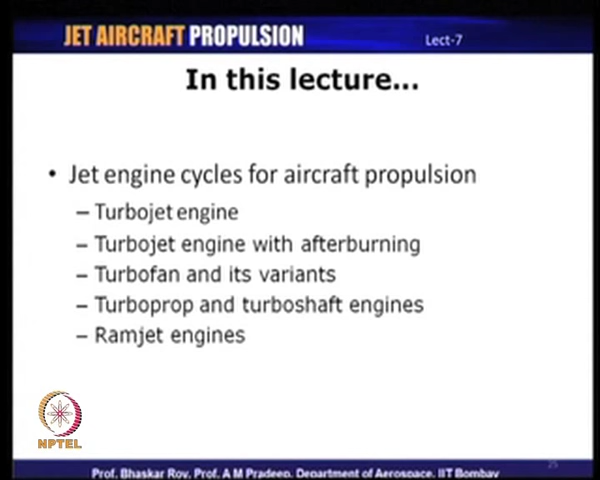 JET AIRCRAFT PROPULSION
Lect-7
In this lecture...
• Jet engine cycles for aircraft propulsion
– Turbojet engine
– Turbojet engine with afterburning
– Turbofan and its variants
– Turboprop and turboshaft engines
– Ramjet engines
NPTEL
25
Prof. Bhaskar Roy, Prof. A M Pradeep, Department of Aerospace, IIT Bombay